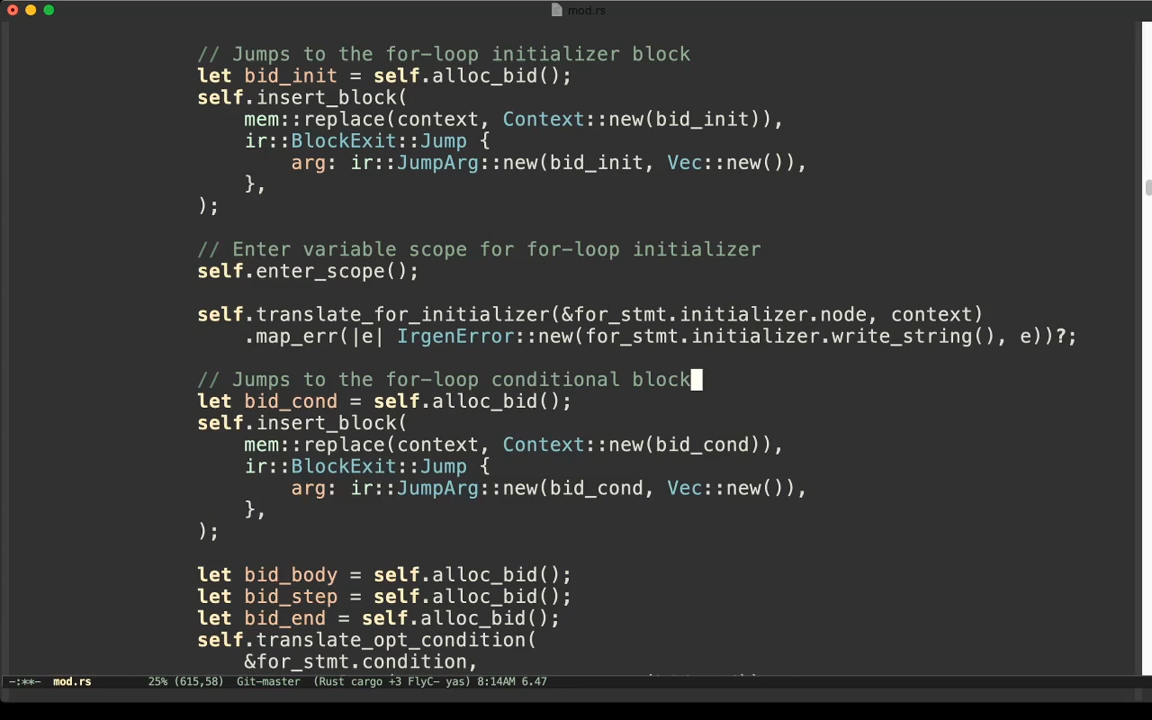 mod.rs
// Jumps to the for-loop initializer block
let bid_init = self.alloc_bid();
self.insert_block(
mem::replace(context, Context::new(bid_init)),
ir::BlockExit::Jump {
arg: ir::JumpArg::new(bid_init, Vec::new()),
},
);
// Enter variable scope for for-loop initializer
self.enter_scope();
self.translate_for_initializer(&for_stmt.initializer.node, context)
.map_err(|e| IrgenError::new(for_stmt.initializer.write_string(), e))?;
// Jumps to the for-loop conditional block
let bid_cond = self.alloc_bid();
self.insert_block(
mem::replace(context, Context::new(bid_cond)),
ir::BlockExit::Jump {
arg: ir::JumpArg::new(bid_cond, Vec::new()),
},
);
let bid_body = self.alloc_bid();
let bid_step = self.alloc_bid();
let bid_end = self.alloc_bid();
self.translate_opt_condition(
&for_stmt.condition,
-:**- mod.rs 25% (615,58) Git-master (Rust cargo +3 FlyC- yas) 8:14AM 6.47